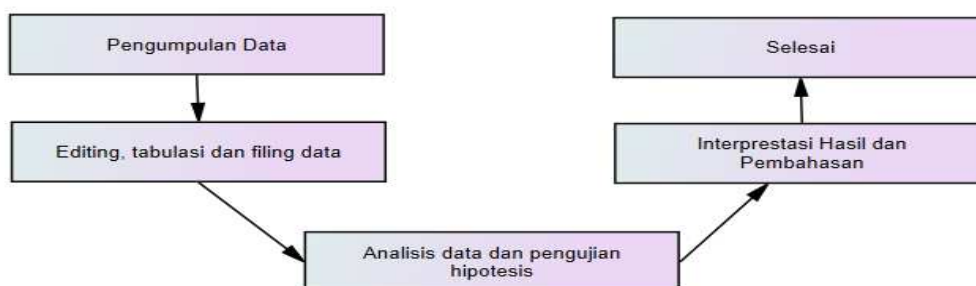 Pengumpulan Data
Editing, tabulasi dan filing data
Analisis data dan pengujian
hipotesis
Interprestasi Hasil dan
Pembahasan
Selesai